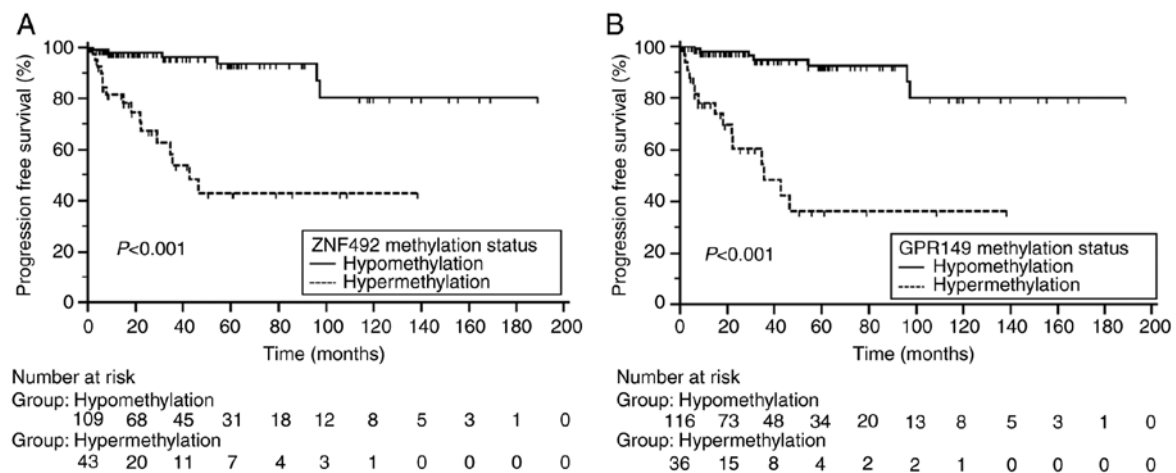 A
Progression free survival (%)
100
80
60
40
20
0
P<0.001
ZNF492 methylation status
Hypomethylation
Hypermethylation
0 20 40 60 80 100 120 140 160 180 200
Time (months)
Number at risk
Group: Hypomethylation
109 68 45 31 18 12 8 5 3 1 0
Group: Hypermethylation
43 20 11 7 4 3 1 0 0 0 0
B
Progression free survival (%)
100
80
60
40
20
0
P<0.001
GPR149 methylation status
Hypomethylation
Hypermethylation
0 20 40 60 80 100 120 140 160 180 200
Time (months)
Number at risk
Group: Hypomethylation
116 73 48 34 20 13 8 5 3 1 0
Group: Hypermethylation
36 15 8 4 2 2 1 0 0 0 0